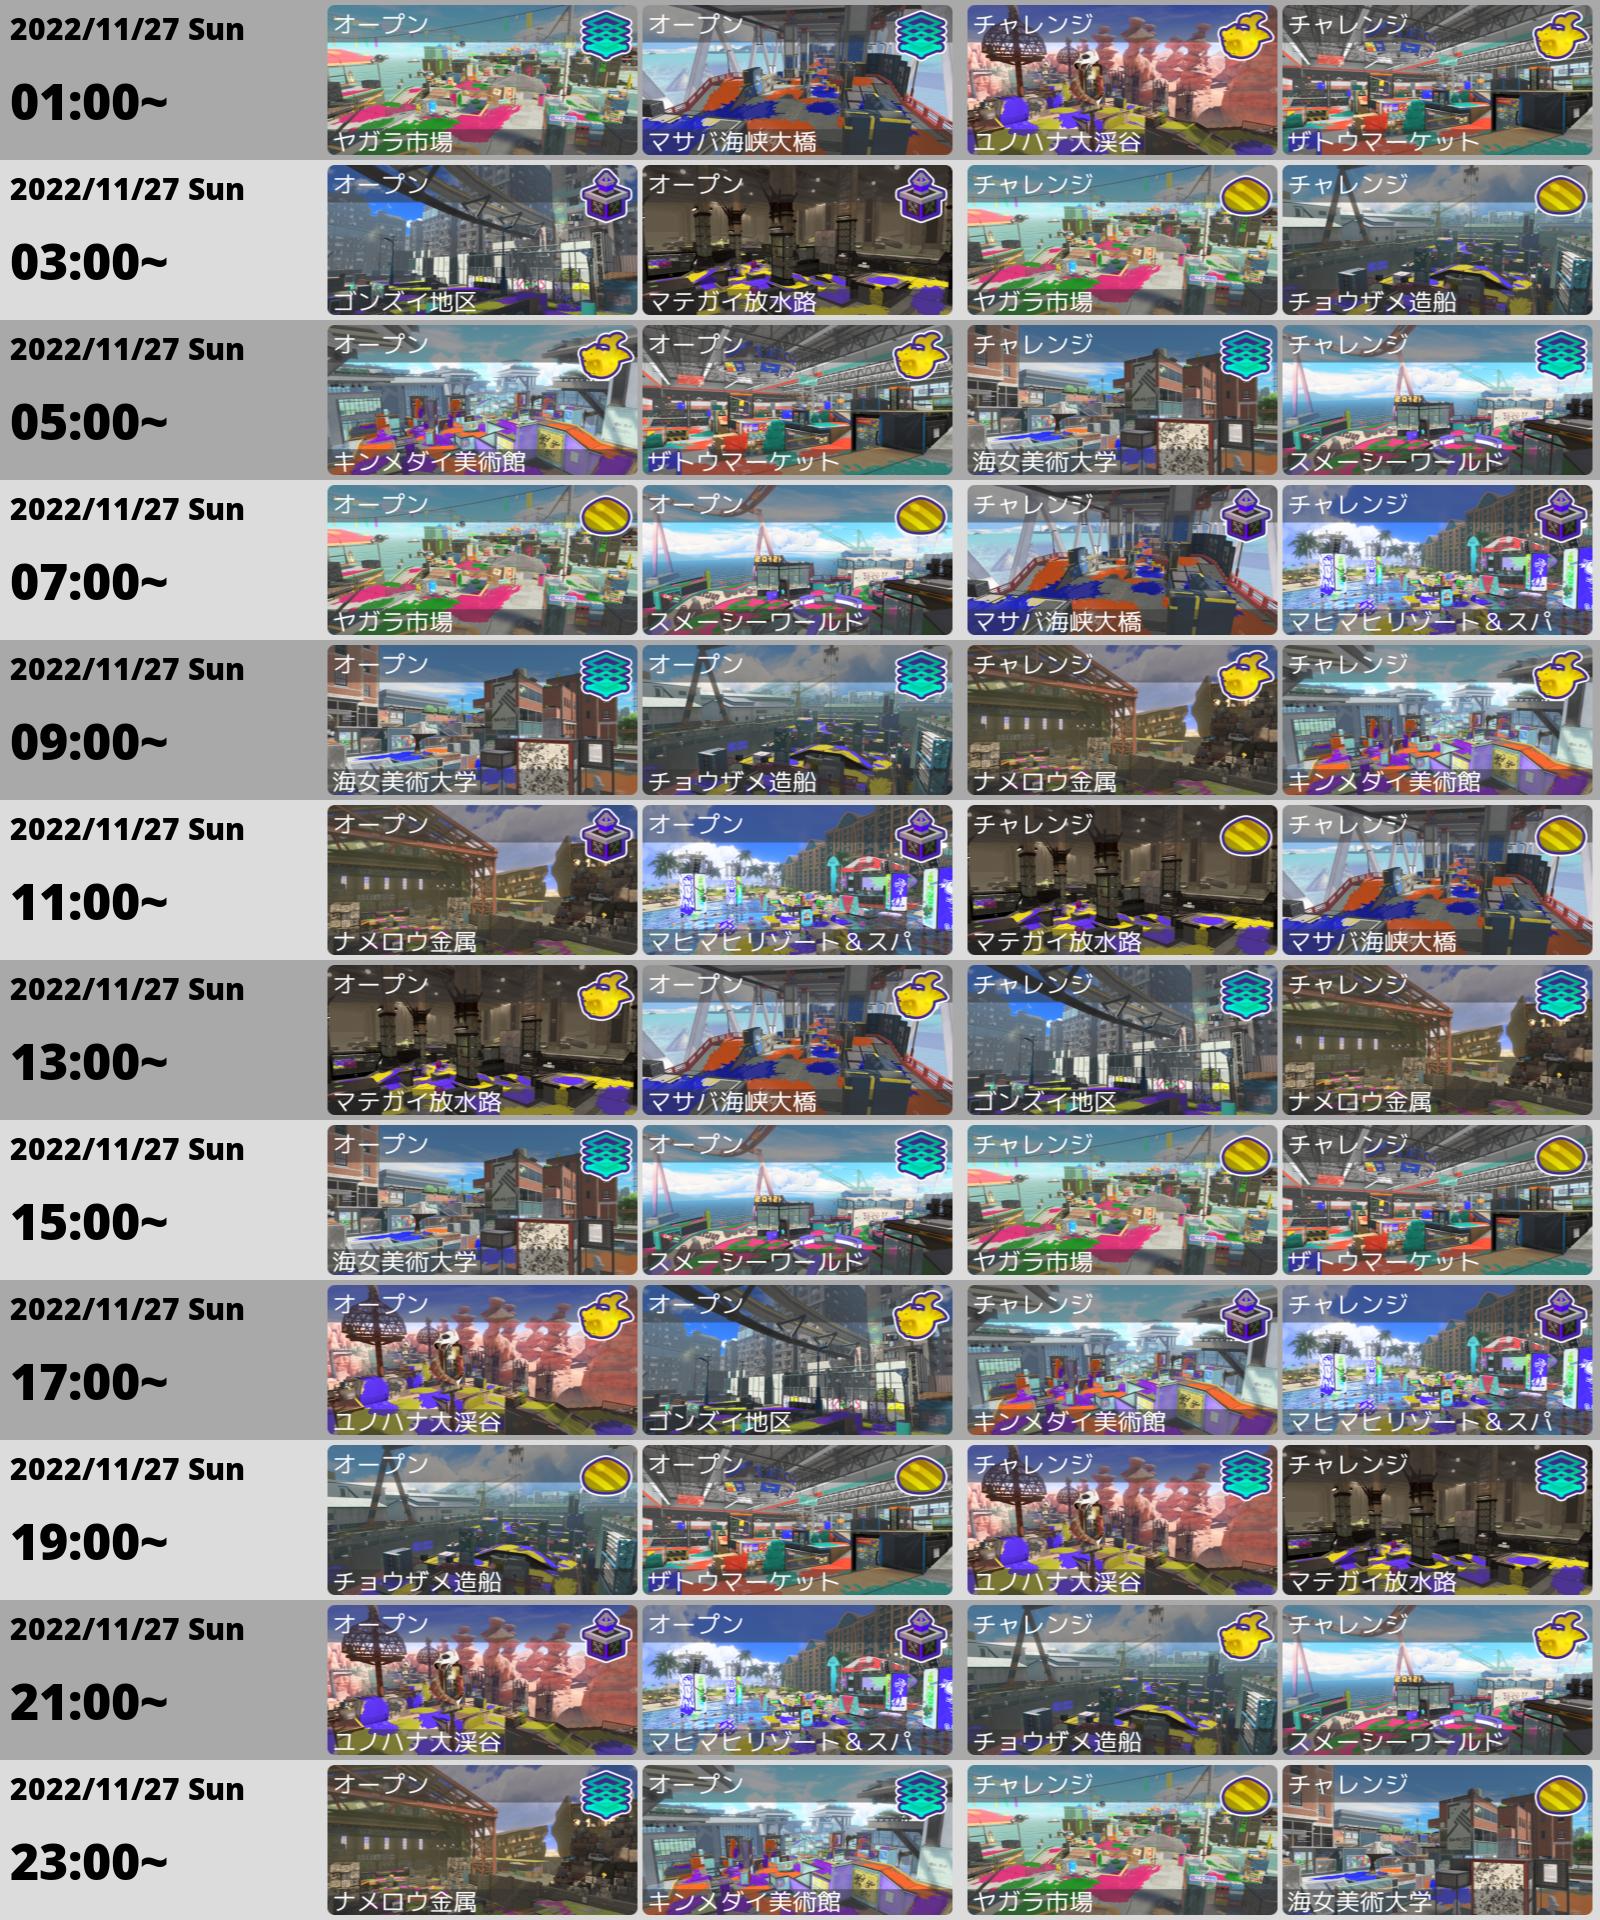 2022/11/27 Sun
01:00~
オープン
ヤガラ市場
オープン
マサバ海峡大橋
チャレンジ
ユノハナ大渓谷
チャレンジ
ザトウマーケット
2022/11/27 Sun
03:00~
オープン
ゴンズイ地区
オープン
マテガイ放水路
チャレンジ
ヤガラ市場
チャレンジ
チョウザメ造船
2022/11/27 Sun
05:00~
オープン
キンメダイ美術館
オープン
ザトウマーケット
チャレンジ
海女美術大学
チャレンジ
スメーシーワールド
2022/11/27 Sun
07:00~
オープン
ヤガラ市場
オープン
スメーシーワールド
チャレンジ
マサバ海峡大橋
チャレンジ
マヒマヒリゾート&スパ
2022/11/27 Sun
09:00~
オープン
海女美術大学
オープン
チョウザメ造船
チャレンジ
ナメロウ金属
チャレンジ
キンメダイ美術館
2022/11/27 Sun
11:00~
オープン
ナメロウ金属
オープン
マヒマヒリゾート&スパ
チャレンジ
マテガイ放水路
チャレンジ
マサバ海峡大橋
2022/11/27 Sun
13:00~
オープン
マテガイ放水路
オープン
マサバ海峡大橋
チャレンジ
ゴンズイ地区
チャレンジ
ナメロウ金属
2022/11/27 Sun
15:00~
オープン
海女美術大学
オープン
スメーシーワールド
チャレンジ
ヤガラ市場
チャレンジ
ザトウマーケット
2022/11/27 Sun
17:00~
オープン
ユノハナ大渓谷
オープン
ゴンズイ地区
チャレンジ
キンメダイ美術館
チャレンジ
マヒマヒリゾート&スパ
2022/11/27 Sun
19:00~
オープン
チョウザメ造船
オープン
ザトウマーケット
チャレンジ
ユノハナ大渓谷
チャレンジ
マテガイ放水路
2022/11/27 Sun
21:00~
オープン
ユノハナ大渓谷
オープン
マヒマヒリゾート&スパ
チャレンジ
チョウザメ造船
チャレンジ
スメーシーワールド
2022/11/27 Sun
23:00~
オープン
ナメロウ金属
オープン
キンメダイ美術館
チャレンジ
ヤガラ市場
チャレンジ
海女美術大学